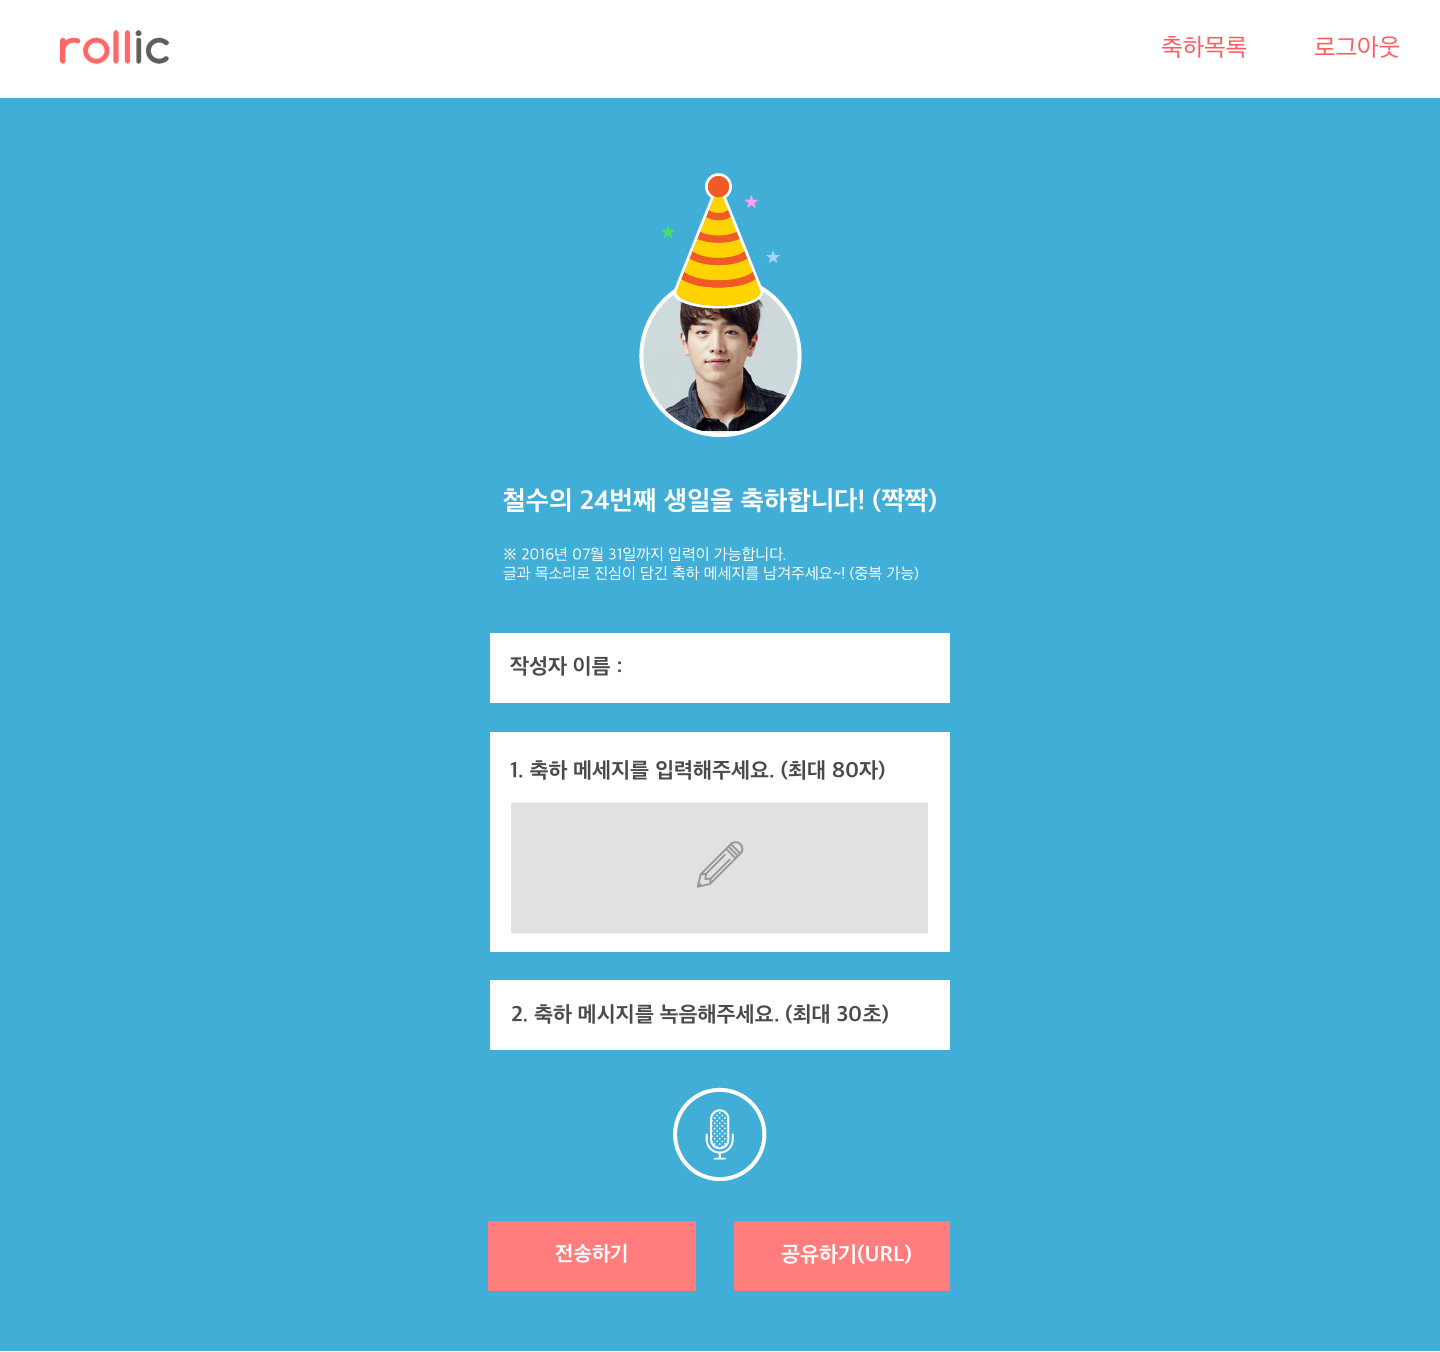 rollic
축하목록
로그아웃
철수의 24번째 생일을 축하합니다! (짝짝)
※ 2016년 07월 31일까지 입력이 가능합니다.
글과 목소리로 진심이 담긴 축하 메세지를 남겨주세요~! (중복 가능)
작성자 이름 :
1. 축하 메세지를 입력해주세요. (최대 80자)
2. 축하 메시지를 녹음해주세요. (최대 30초)
전송하기
공유하기(URL)